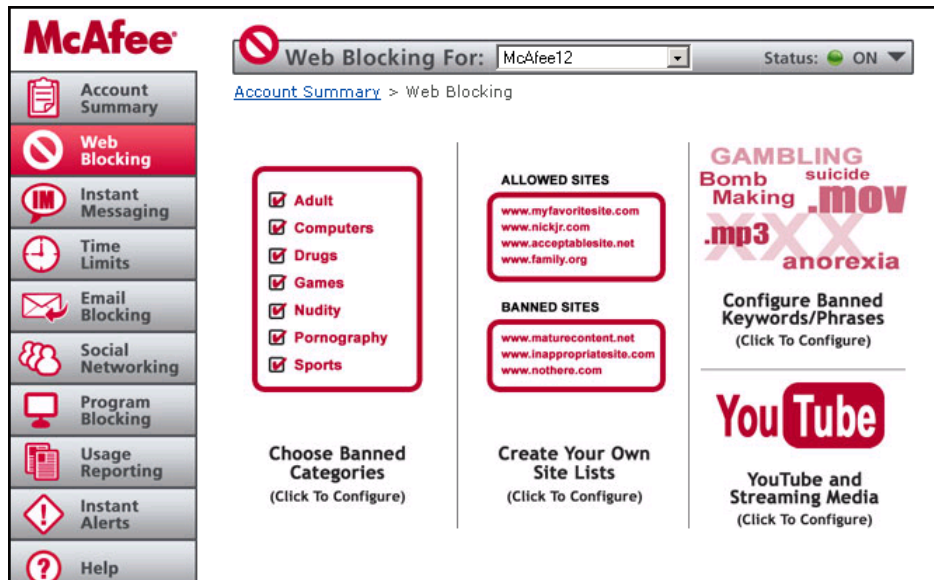 McAfee
Account
Summary
Web
Blocking
IM
Instant
Messaging
Time
Limits
Email
Blocking
Social
Networking
Program
Blocking
Usage
Reporting
Instant
Alerts
?
Help
Web Blocking For: McAfee12 Status: ON
Account Summary > Web Blocking
Adult
Computers
Drugs
Games
Nudity
Pornography
Sports
Choose Banned
Categories
(Click To Configure)
ALLOWED SITES
www.myfavoritesite.com
www.nickjr.com
www.acceptablesite.net
www.family.org
BANNED SITES
www.maturecontent.net
www.inappropriatesite.com
www.nothere.com
Create Your Own
Site Lists
(Click To Configure)
GAMBLING
Bomb suicide
Making .mov
.mp3 XXX
anorexia
Configure Banned
Keywords/Phrases
(Click To Configure)
YouTube
YouTube and
Streaming Media
(Click To Configure)